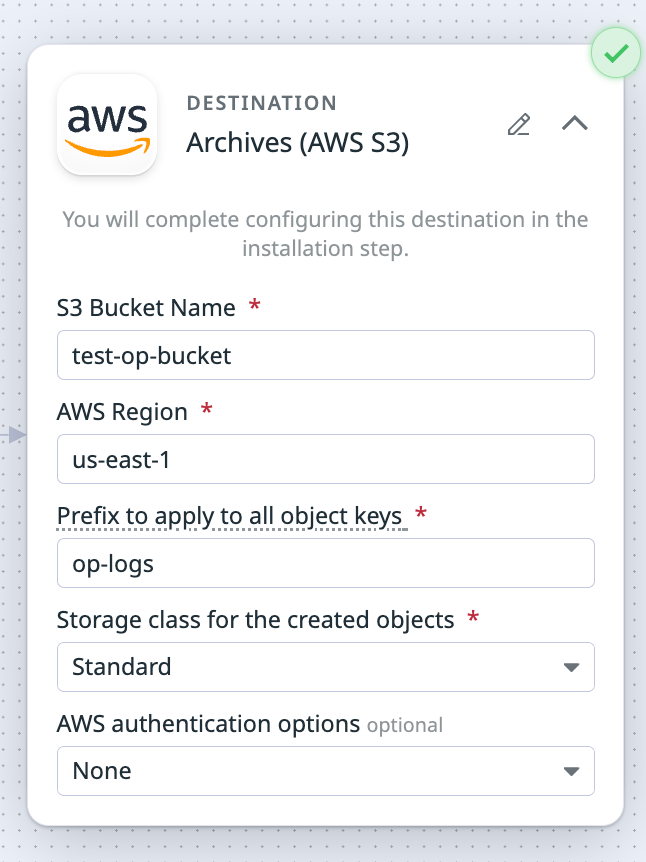 aws
DESTINATION
Archives (AWS S3)
You will complete configuring this destination in the
installation step.
S3 Bucket Name *
test-op-bucket
AWS Region *
us-east-1
Prefix to apply to all object keys *
op-logs
Storage class for the created objects *
Standard
AWS authentication options optional
None